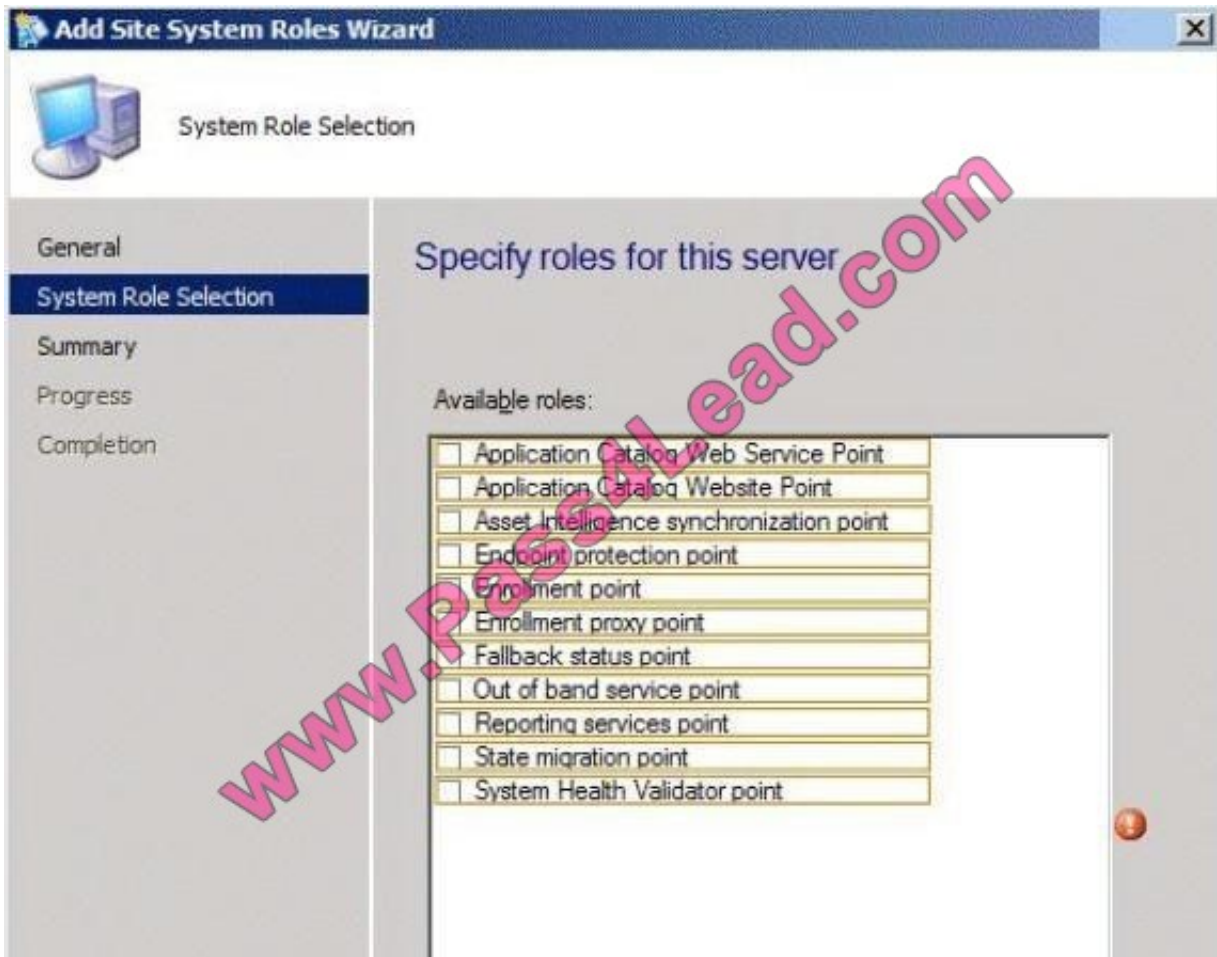 Add Site System Roles Wizard
System Role Selection
General
System Role Selection
Summary
Progress
Completion
Specify roles for this server
Available roles:
Application Catalog Web Service Point
Application Catalog Website Point
Asset Intelligence synchronization point
Endpoint protection point
Enrollment point
Enrollment proxy point
Fallback status point
Out of band service point
Reporting services point
State migration point
System Health Validator point
www.Pass4Lead.com